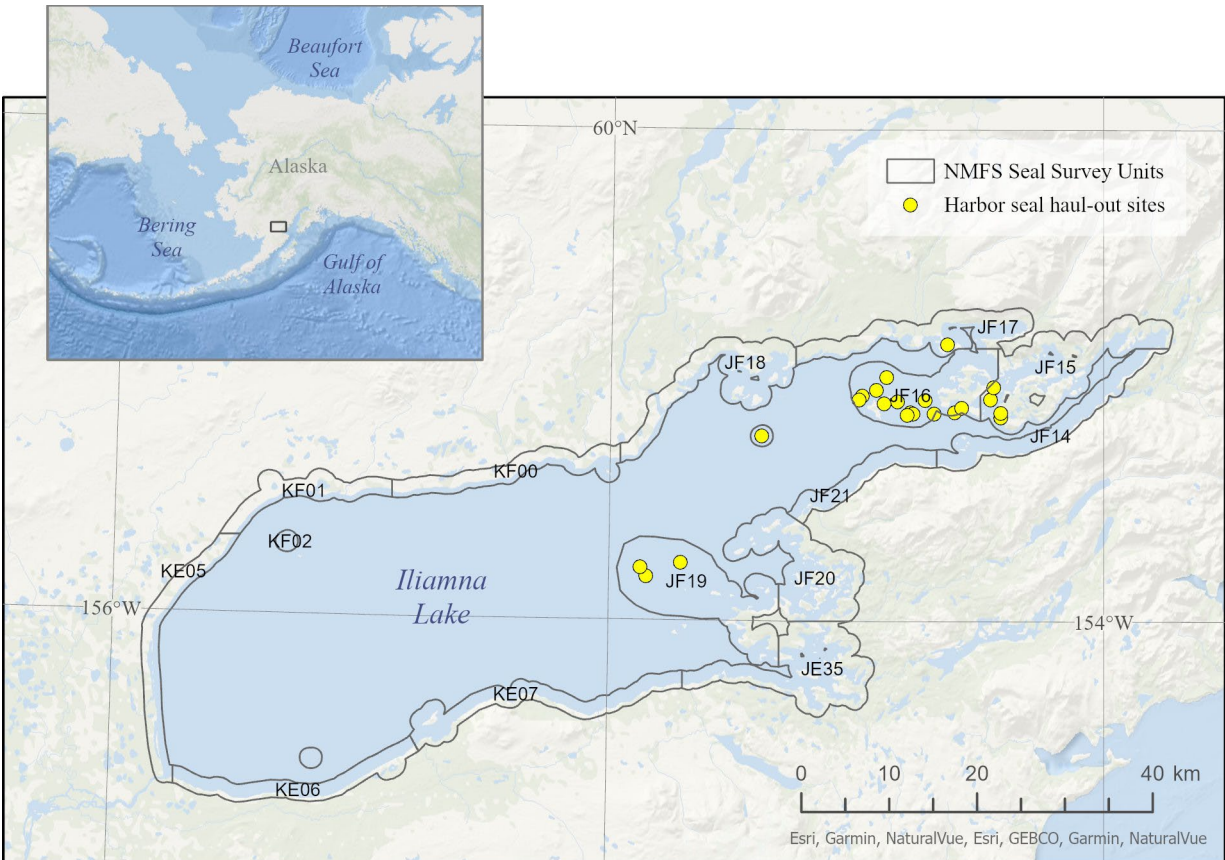 Beaufort
Sea
Alaska
Bering
Sea
Gulf of
Alaska
60°N
NMFS Seal Survey Units
Harbor seal haul-out sites
JF17
JF18
JF15
JF16
JF14
KF00
KF01
JF21
KF02
KE05
JF19
JF20
Iliamna
Lake
156°W
154°W
JE35
KE07
KE06
0 10 20 40 km
Esri, Garmin, NaturalVue, Esri, GEBCO, Garmin, NaturalVue